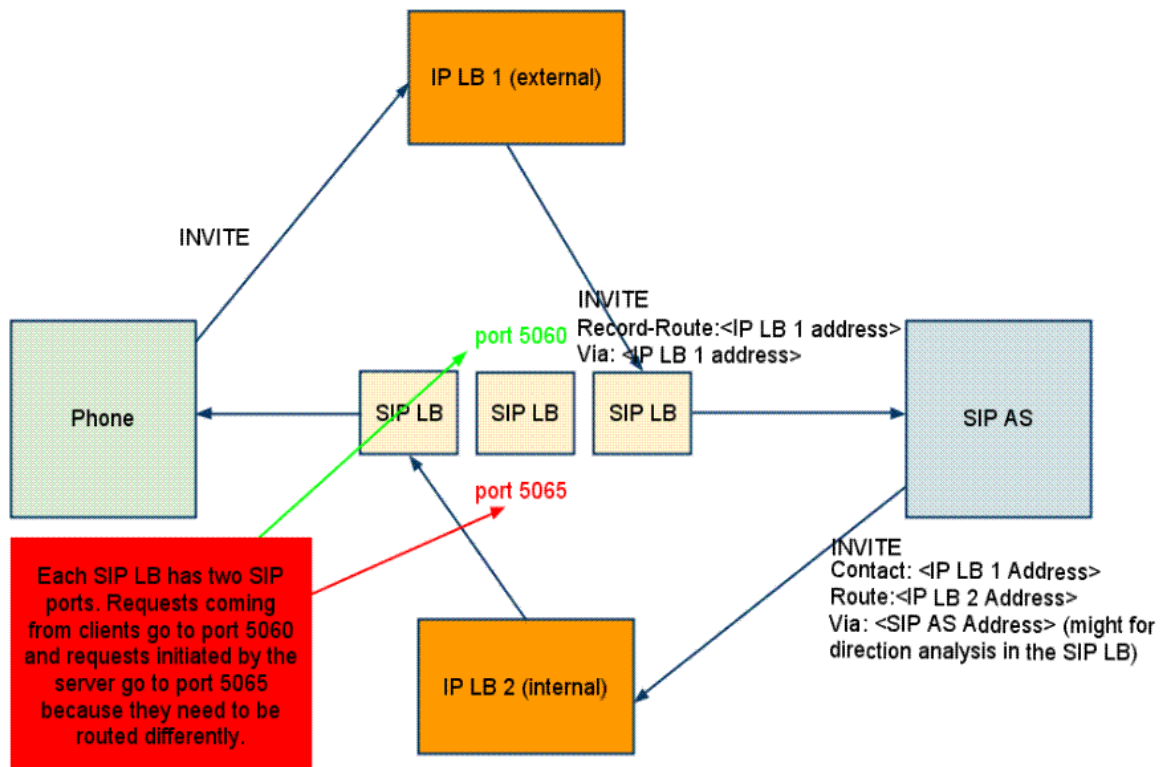 IP LB 1 (external)
INVITE
INVITE
Record-Route:<IP LB 1 address>
Via: <IP LB 1 address>
port 5060
Phone
SIP LB
SIP LB
SIP LB
SIP AS
port 5065
Each SIP LB has two SIP
ports. Requests coming
from clients go to port 5060
and requests initiated by the
server go to port 5065
because they need to be
routed differently.
INVITE
Contact: <IP LB 1 Address>
Route:<IP LB 2 Address>
Via: <SIP AS Address> (might for
direction analysis in the SIP LB)
IP LB 2 (internal)